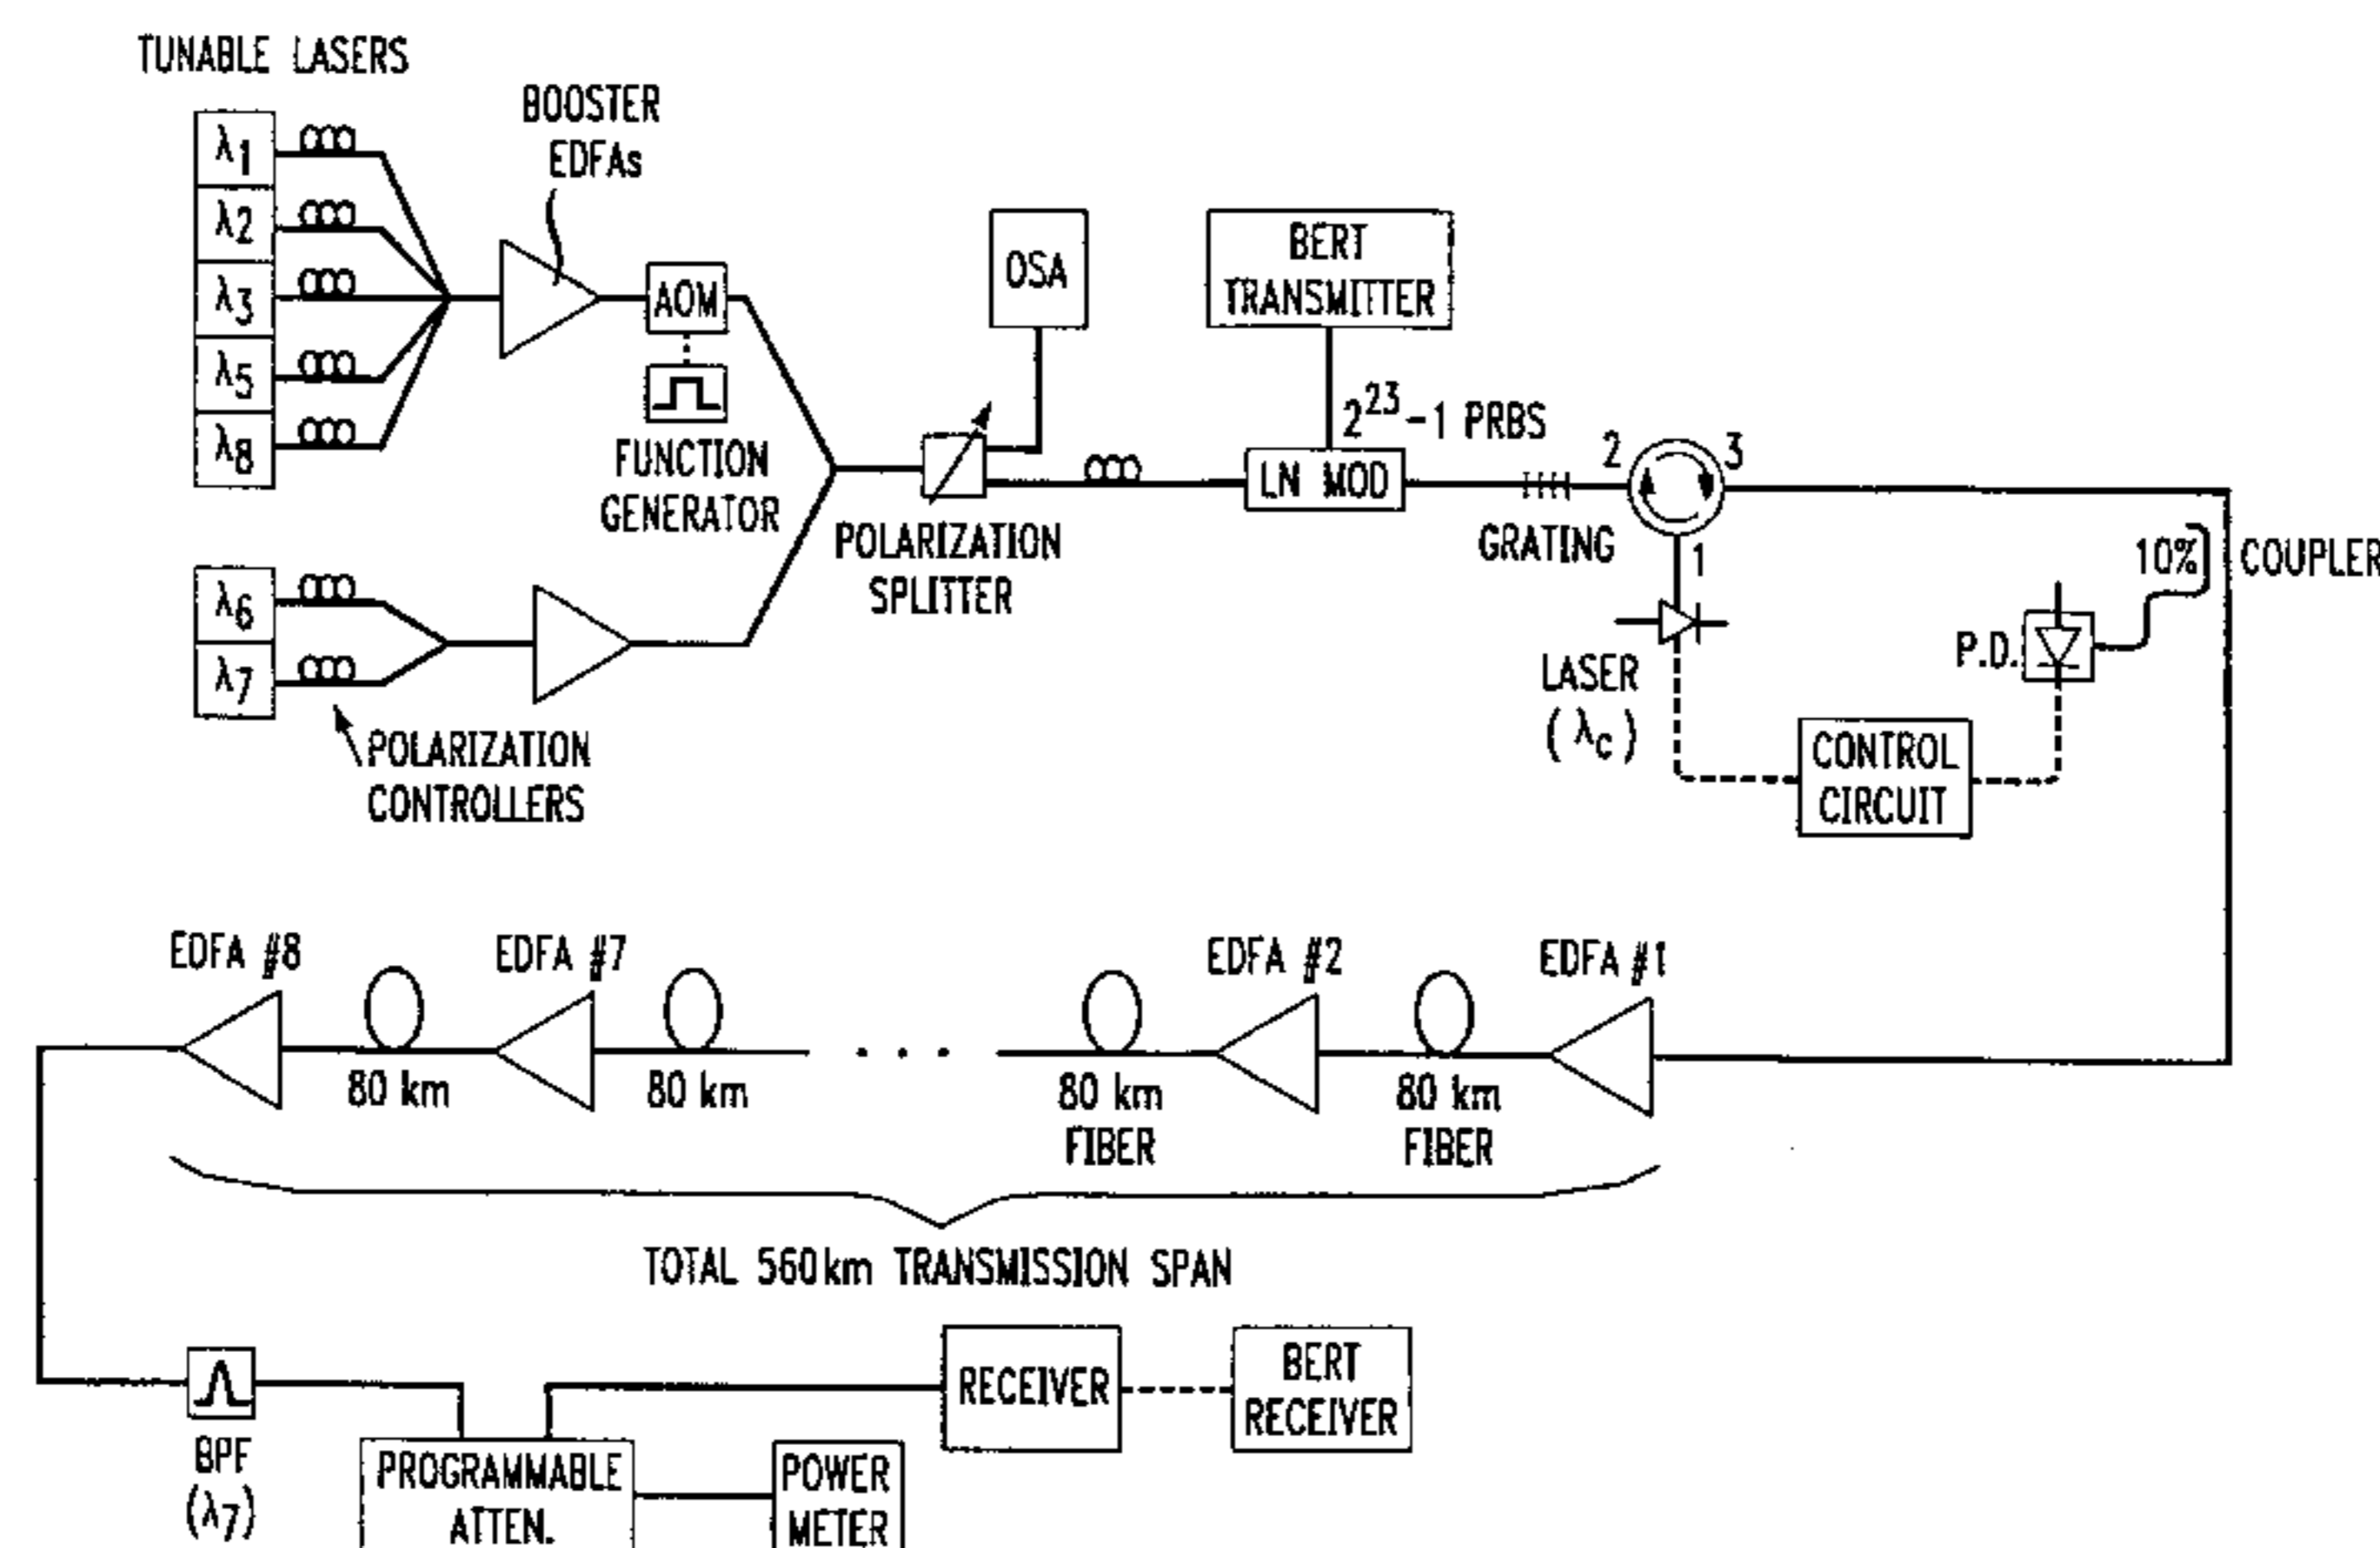 TUNABLE LASERS
BOOSTER
EDFAs
λ1
λ2
λ3
λ5
λ8
AOM
FUNCTION
GENERATOR
λ6
λ7
POLARIZATION
CONTROLLERS
OSA
POLARIZATION
SPLITTER
BERT
TRANSMITTER
2^23-1 PRBS
LN MOD
GRATING
2
3
1
LASER
(λC)
CONTROL
CIRCUIT
P.D.
10%
COUPLER
EDFA #8
EDFA #7
EDFA #2
EDFA #1
80 km
80 km
80 km
FIBER
80 km
FIBER
TOTAL 560km TRANSMISSION SPAN
BPF
(λ7)
PROGRAMMABLE
ATTEN.
POWER
METER
RECEIVER
BERT
RECEIVER